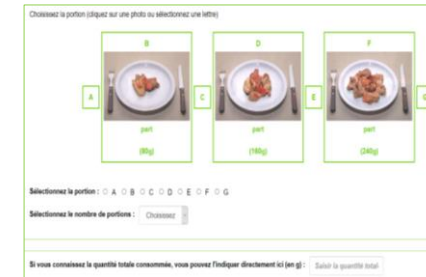 Choisissez la portion (cliquez sur une photo ou sélectionnez une lettre)
B D F
A C E G
part part part
(80g) (160g) (240g)
Sélectionnez la portion : A B C D E F G
Sélectionnez le nombre de portions : Choisissez
Si vous connaissez la quantité totale consommée, vous pouvez l'indiquer directement ici (en g) : Saisir la quantité total